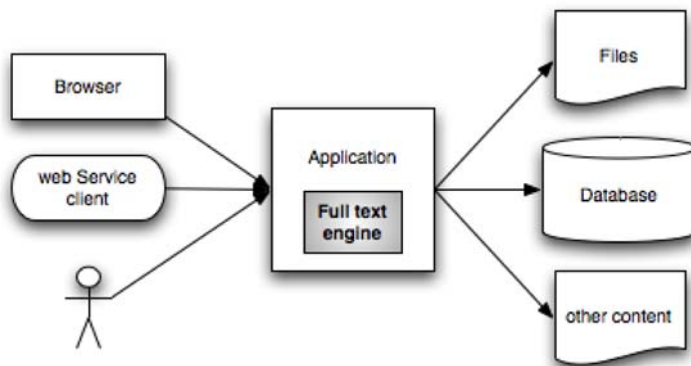 Browser
web Service
client
Application
Full text
engine
Files
Database
other content